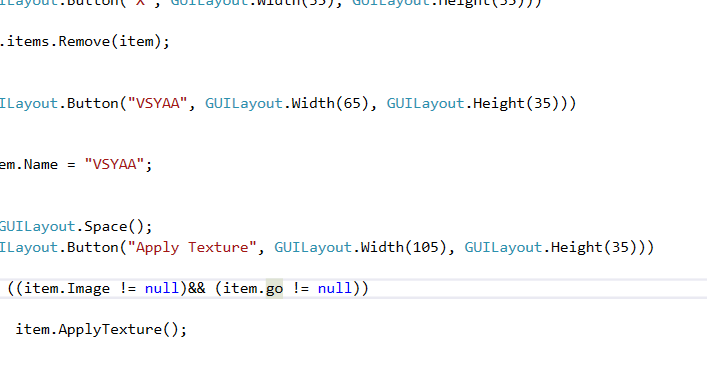 ILayout.Button("X", GUILayout.Width(35), GUILayout.Height(35)))
.items.Remove(item);
ILayout.Button("VSYAA", GUILayout.Width(65), GUILayout.Height(35)))
em.Name = "VSYAA";
GUILayout.Space();
ILayout.Button("Apply Texture", GUILayout.Width(105), GUILayout.Height(35)))
((item.Image != null)&& (item.go != null))
item.ApplyTexture();